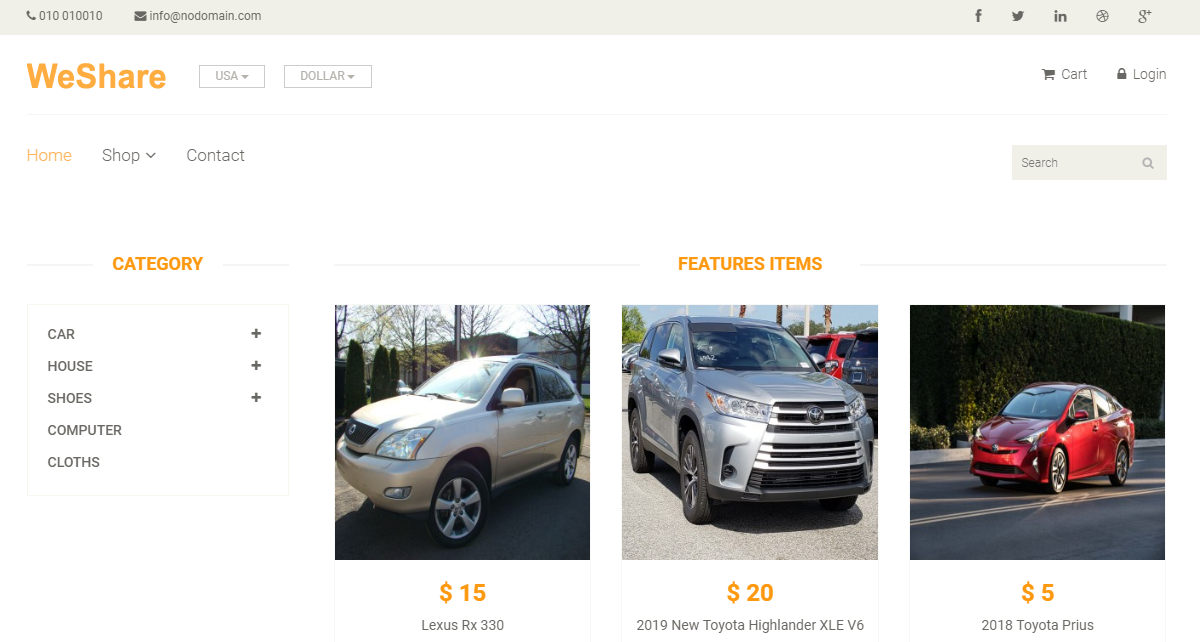 010 010010
info@nodomain.com
WeShare
USA
DOLLAR
Cart
Login
Home
Shop
Contact
Search
CATEGORY
FEATURES ITEMS
CAR
HOUSE
SHOES
COMPUTER
CLOTHS
$ 15
$ 20
$ 5
Lexus Rx 330
2019 New Toyota Highlander XLE V6
2018 Toyota Prius